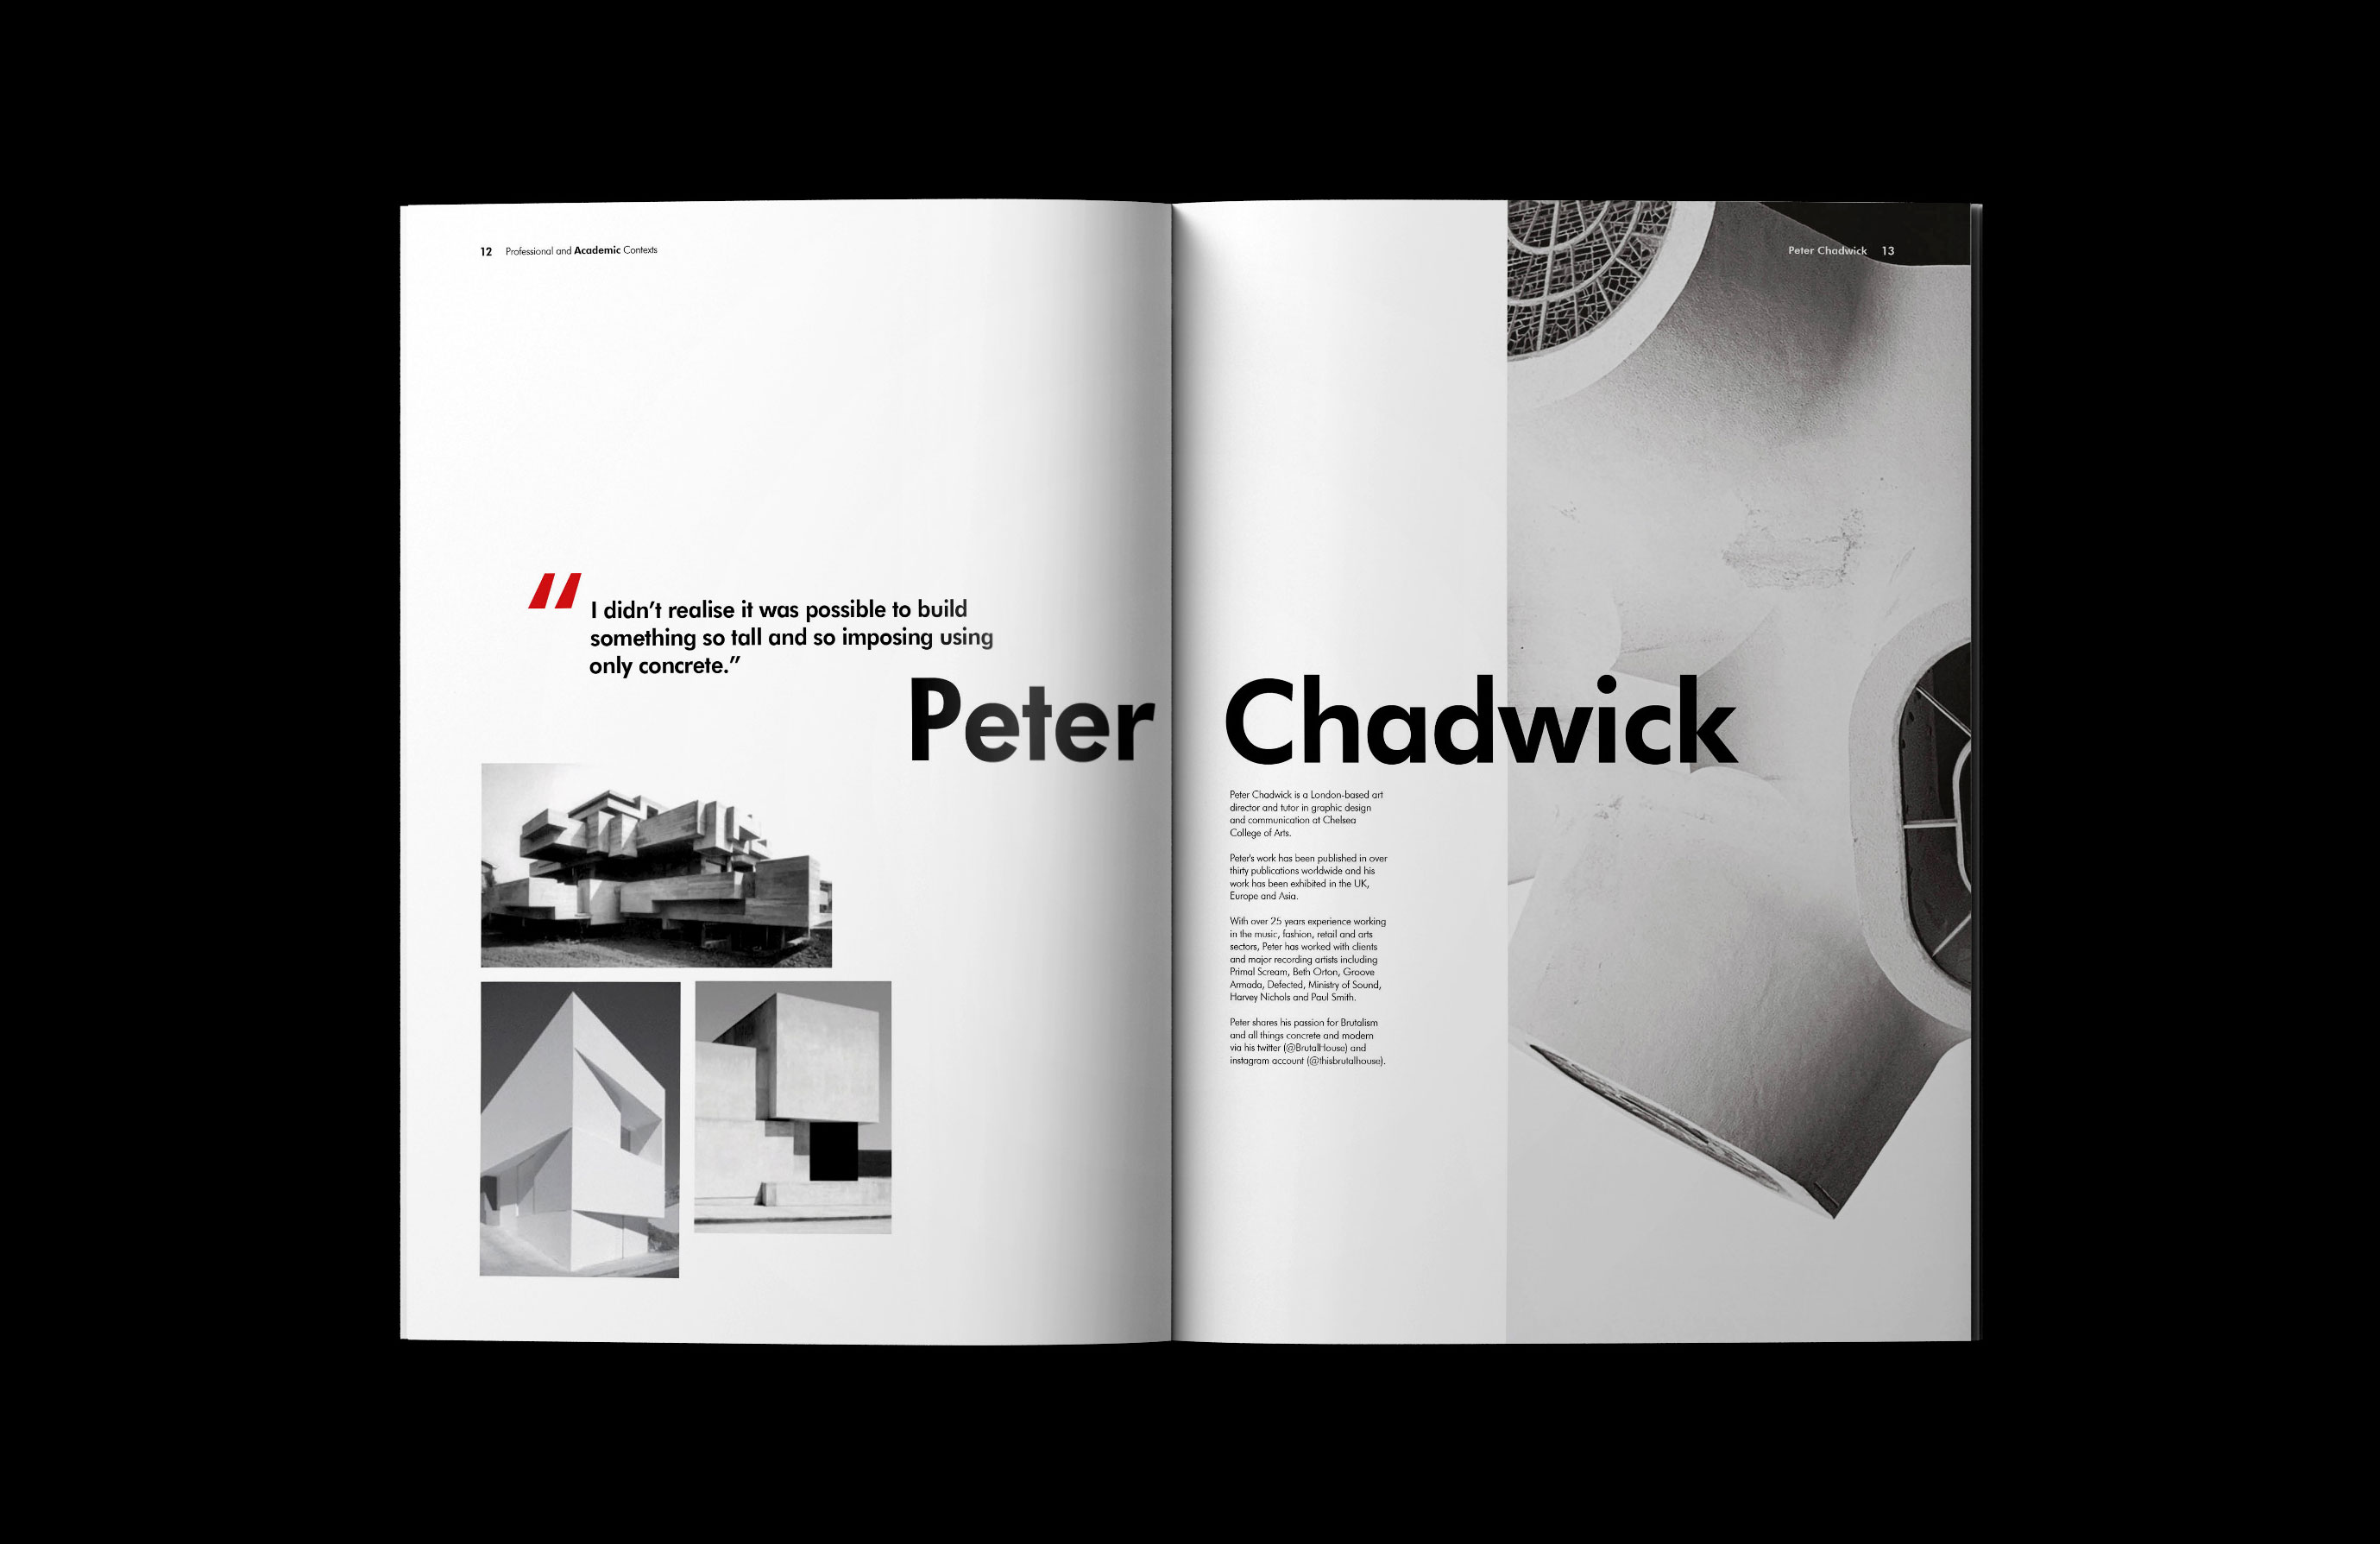 12 Professional and Academic Contexts
“ I didn’t realise it was possible to build
something so tall and so imposing using
only concrete.”
Peter Chadwick 13
Peter Chadwick
Peter Chadwick is a London-based art
director and tutor in graphic design
and communication at Chelsea
College of Arts.
Peter's work has been published in over
thirty publications worldwide and his
work has been exhibited in the UK,
Europe and Asia.
With over 25 years experience working
in the music, fashion, retail and arts
sectors, Peter has worked with clients
and major recording artists including
Primal Scream, Beth Orton, Groove
Armada, Defected, Ministry of Sound,
Harvey Nichols and Paul Smith.
Peter shares his passion for Brutalism
and all things concrete and modern
via his twitter (@BrutalHouse) and
instagram account (@thisbrutalhouse).